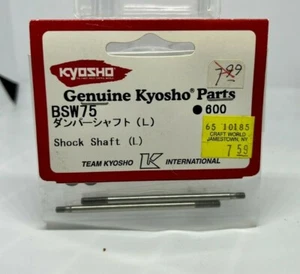 KYOSHO
7.99
Genuine Kyosho Parts
BSW75
●600
ダンパーシャフト (L)
Shock Shaft (L)
65 10185
CRAFT WORLD
JAMESTOWN, NY
7 59
TEAM KYOSHO K INTERNATIONAL